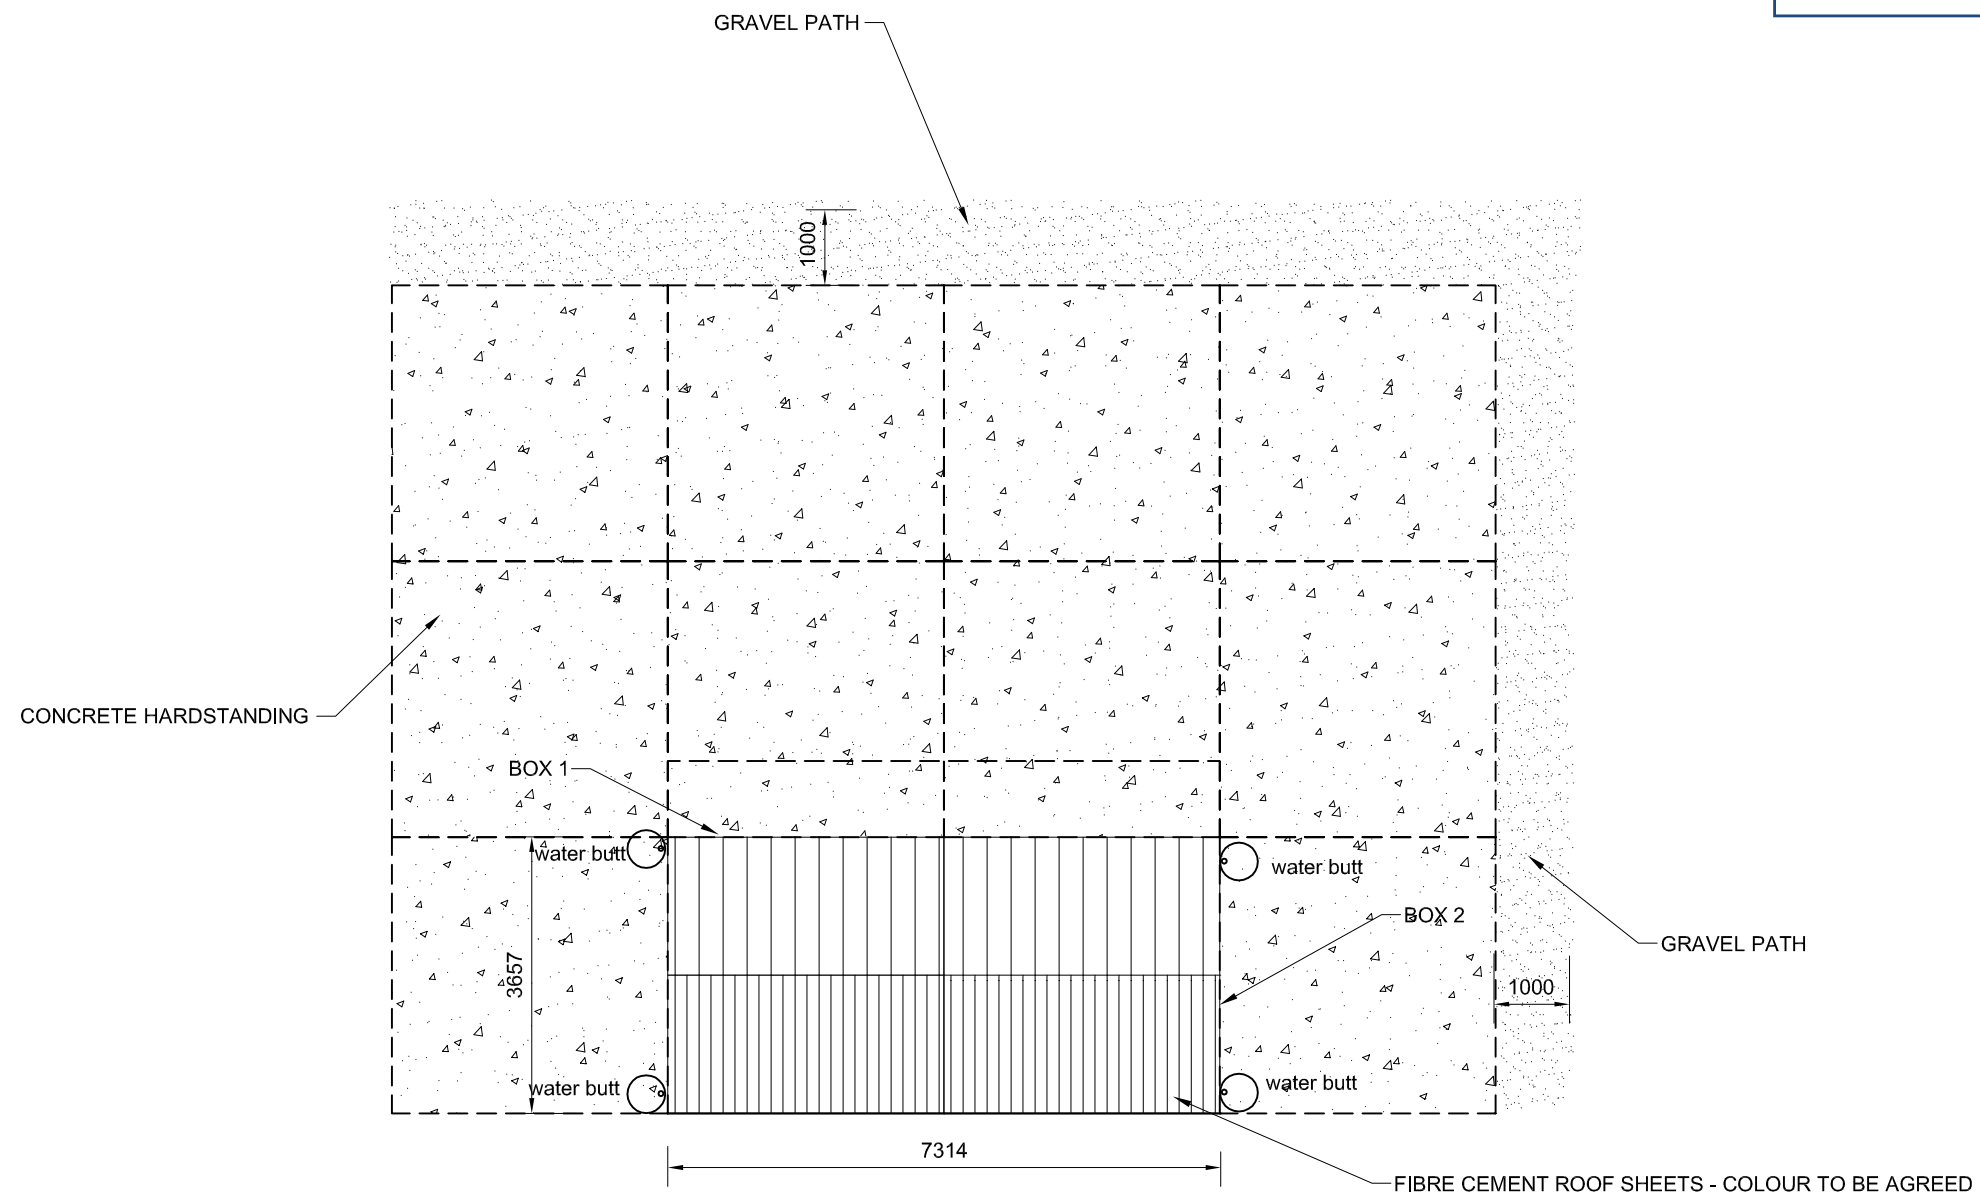 GRAVEL PATH
1000
CONCRETE HARDSTANDING
BOX 1
water butt
water butt
BOX 2
GRAVEL PATH
3657
1000
water butt
water butt
7314
FIBRE CEMENT ROOF SHEETS - COLOUR TO BE AGREED